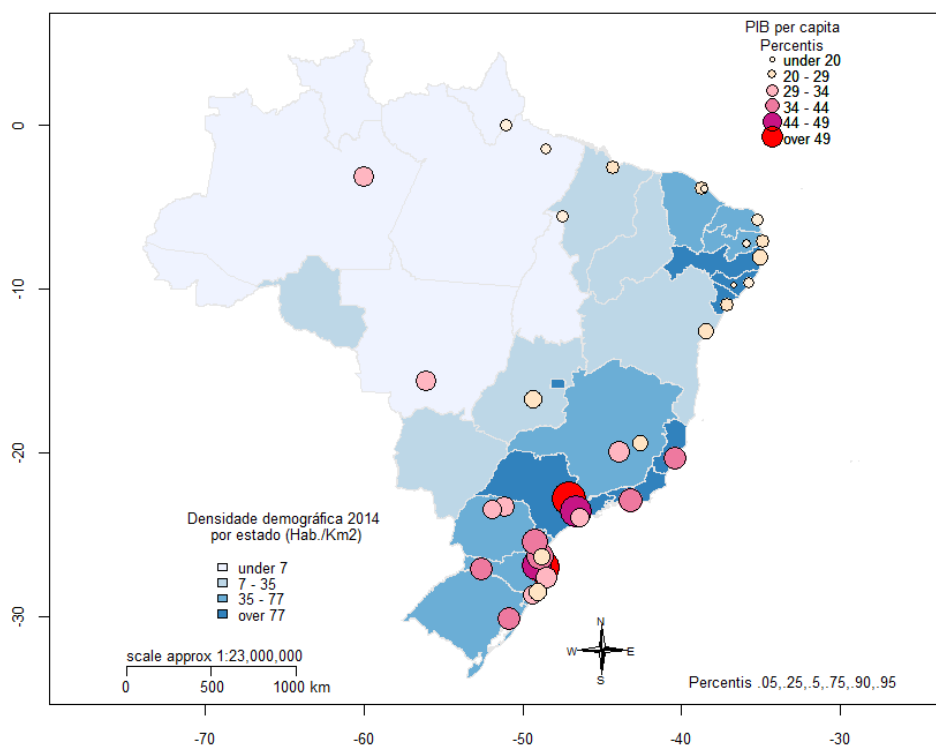 PIB per capita
Percentis
under 20
20 - 29
29 - 34
34 - 44
44 - 49
over 49
0
-10
-20
-30
Densidade demográfica 2014
por estado (Hab./Km2)
under 7
7 - 35
35 - 77
over 77
scale approx 1:23,000,000
0 500 1000 km
N
W E
S
Percentis .05,.25,.5,.75,.90,.95
-70 -60 -50 -40 -30